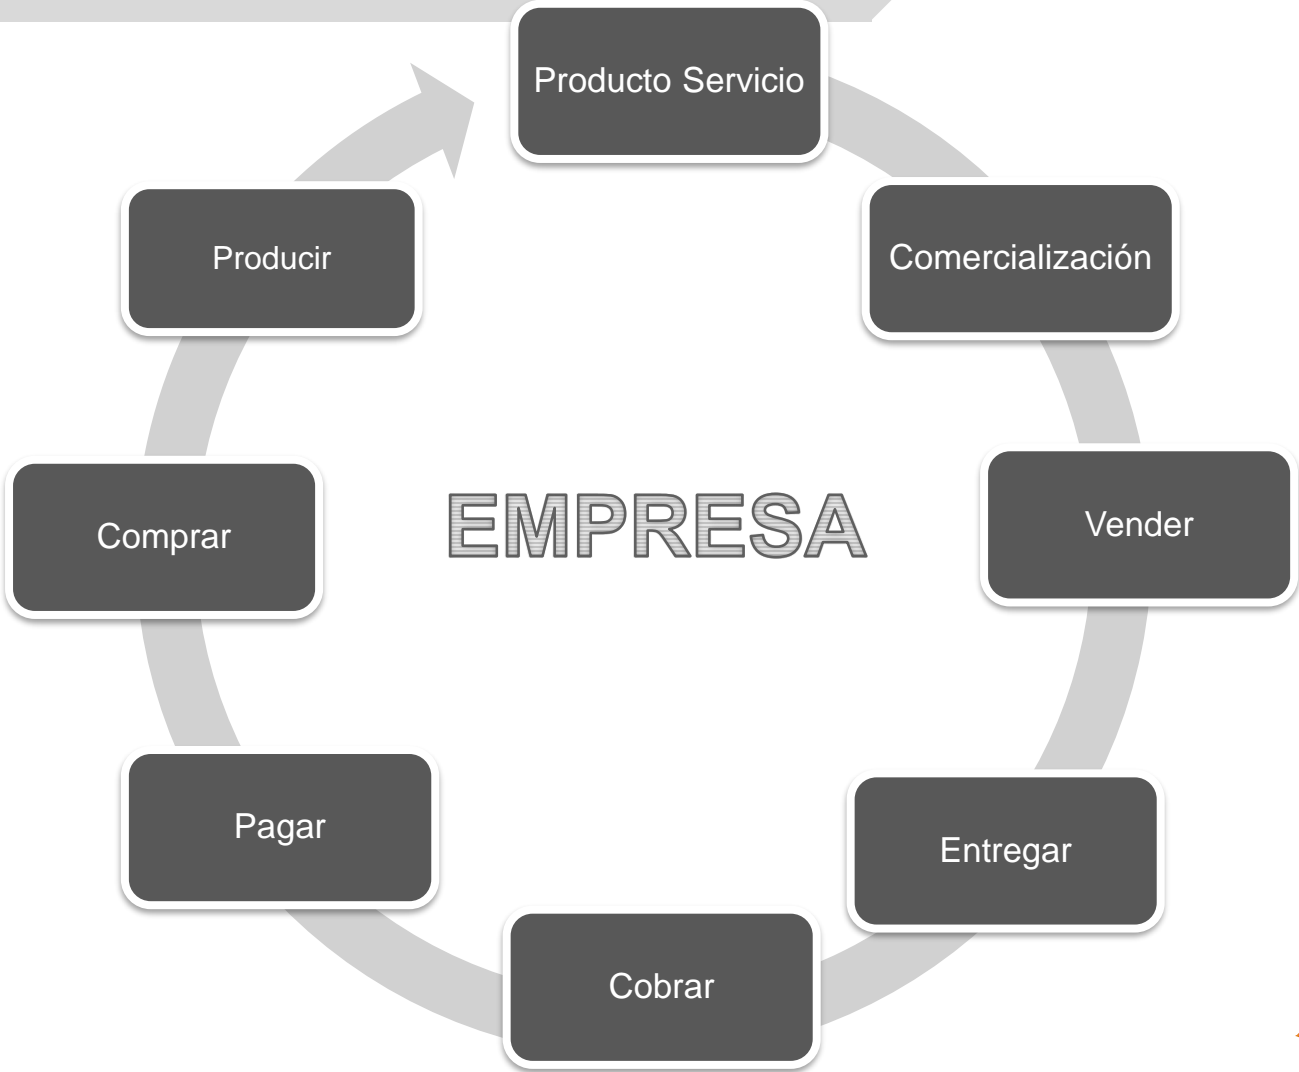 Producto Servicio
Comercialización
Vender
Entregar
Cobrar
Pagar
Comprar
Producir
EMPRESA